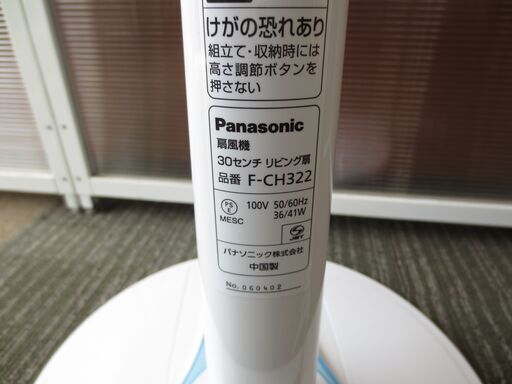 けがの恐れあり
組立て・収納時には
高さ調節ボタンを
押さない
Panasonic
扇風機
30センチ リビング扇
品番 F-CH322
PS
E
MESC
100V 50/60Hz
36/41W
S
JET
パナソニック株式会社
中国製
No. 060402